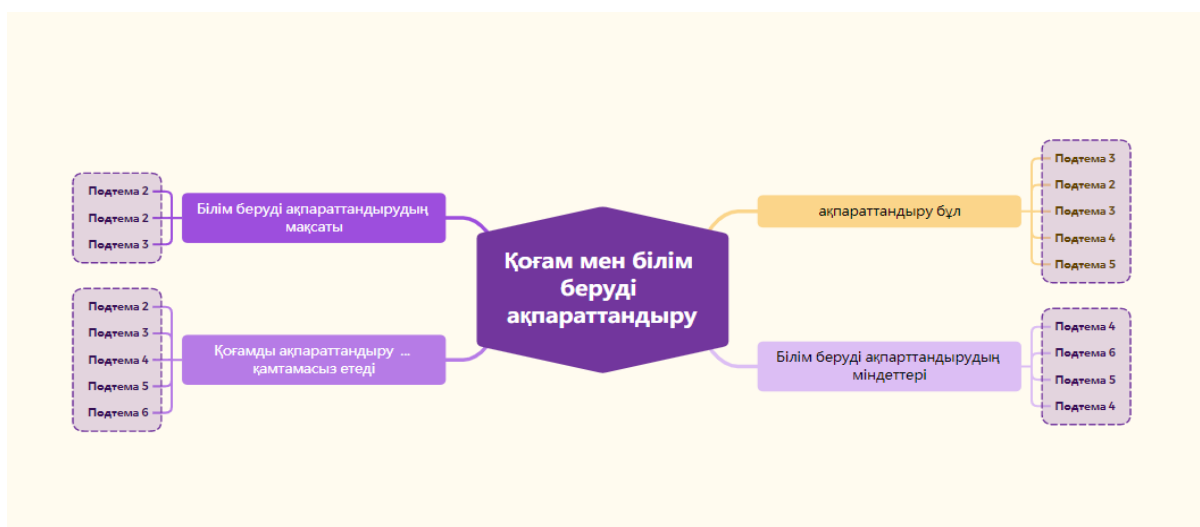 Қоғам мен білім
беруді
ақпараттандыру
Білім беруді ақпараттандырудың
мақсаты
Подтема 2
Подтема 2
Подтема 3
Қоғамды ақпараттандыру ...
қамтамасыз етеді
Подтема 2
Подтема 3
Подтема 4
Подтема 5
Подтема 6
ақпараттандыру бұл
Подтема 3
Подтема 2
Подтема 3
Подтема 4
Подтема 5
Білім беруді ақпарттандырудың
міндеттері
Подтема 4
Подтема 6
Подтема 5
Подтема 4